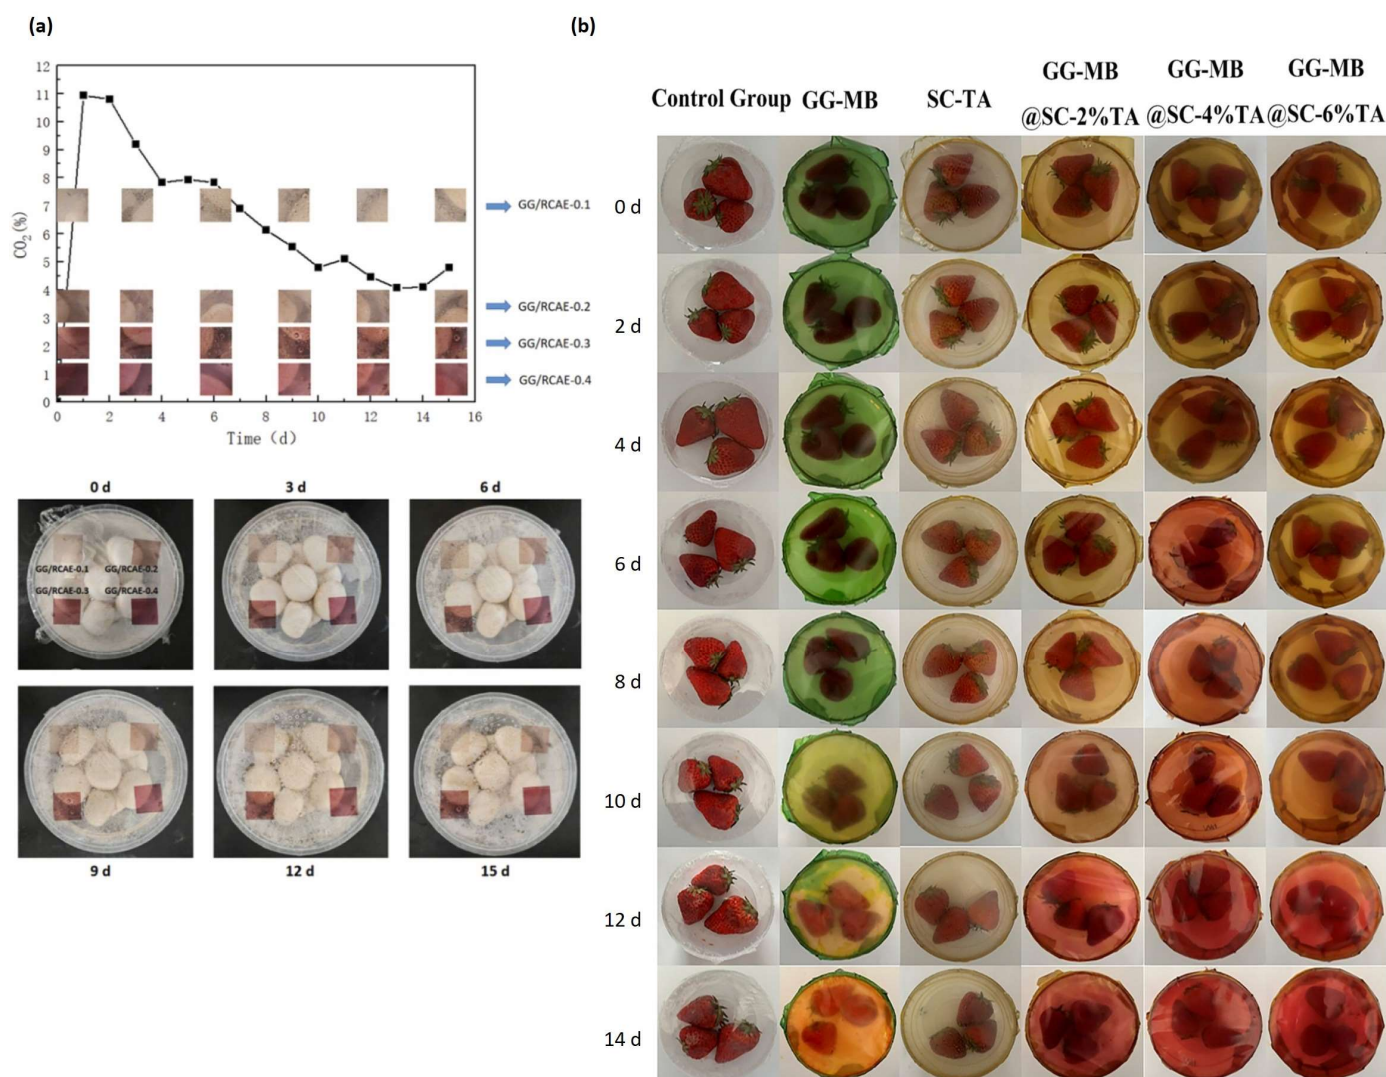 (a)
12
11
10
9
8
7
6
5
4
3
2
1
0
CO2(%)
0 2 4 6 8 10 12 14 16
Time (d)
GG/RCAE-0.1
GG/RCAE-0.2
GG/RCAE-0.3
GG/RCAE-0.4
0 d 3 d 6 d
GG/RCAE-0.1 GG/RCAE-0.2
GG/RCAE-0.3 GG/RCAE-0.4
9 d 12 d 15 d
(b)
Control Group GG-MB SC-TA GG-MB @SC-2%TA GG-MB @SC-4%TA GG-MB @SC-6%TA
0 d
2 d
4 d
6 d
8 d
10 d
12 d
14 d